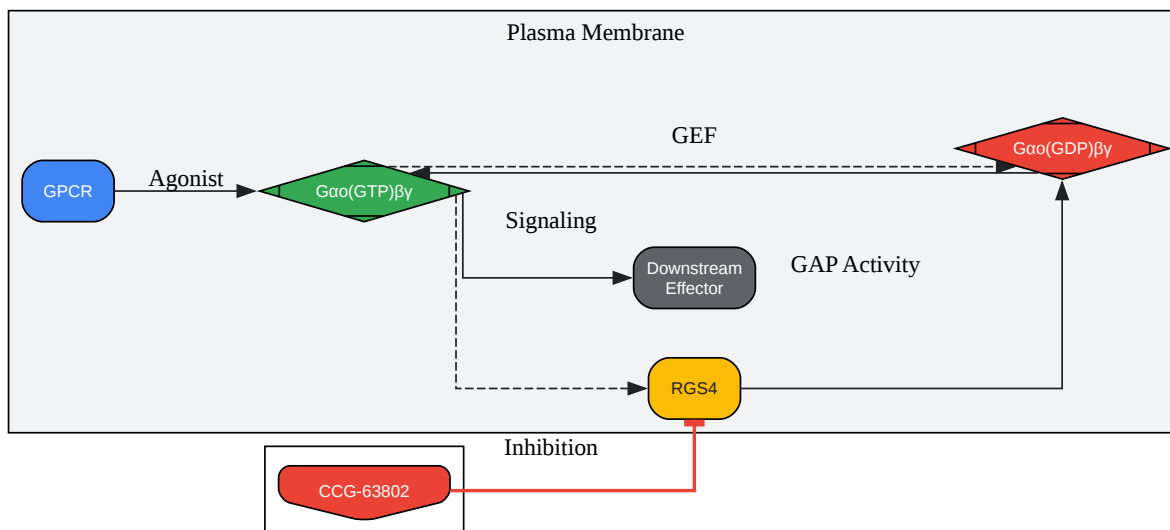 Plasma Membrane
GEF
Gαo(GDP)βγ
GPCR
Agonist
Gαo(GTP)βγ
Signaling
Downstream
Effector
GAP Activity
RGS4
Inhibition
CCG-63802